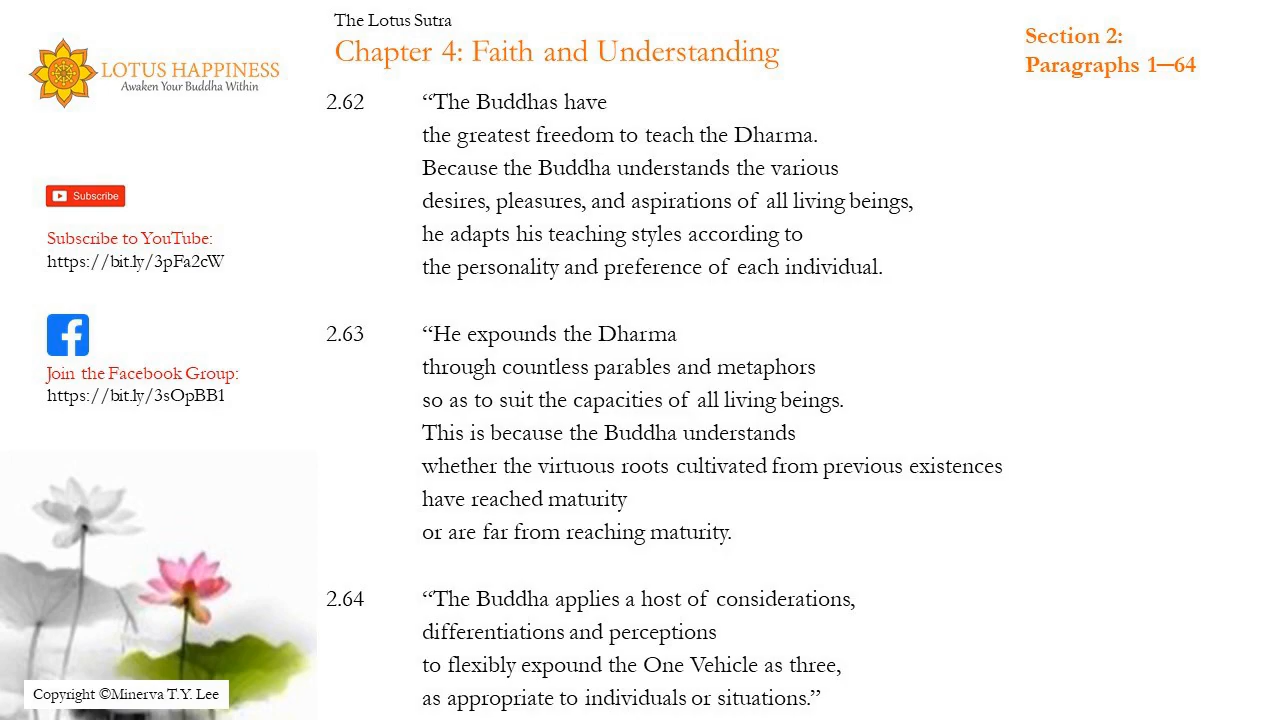 The Lotus Sutra
Chapter 4: Faith and Understanding
Section 2:
Paragraphs 1—64
LOTUS HAPPINESS
Awaken Your Buddha Within
Subscribe
Subscribe to YouTube:
https://bit.ly/3pFa2cW
Join the Facebook Group:
https://bit.ly/3sOpBB1
2.62 “The Buddhas have
the greatest freedom to teach the Dharma.
Because the Buddha understands the various
desires, pleasures, and aspirations of all living beings,
he adapts his teaching styles according to
the personality and preference of each individual.
2.63 “He expounds the Dharma
through countless parables and metaphors
so as to suit the capacities of all living beings.
This is because the Buddha understands
whether the virtuous roots cultivated from previous existences
have reached maturity
or are far from reaching maturity.
2.64 “The Buddha applies a host of considerations,
differentiations and perceptions
to flexibly expound the One Vehicle as three,
as appropriate to individuals or situations.”
Copyright ©Minerva T.Y. Lee